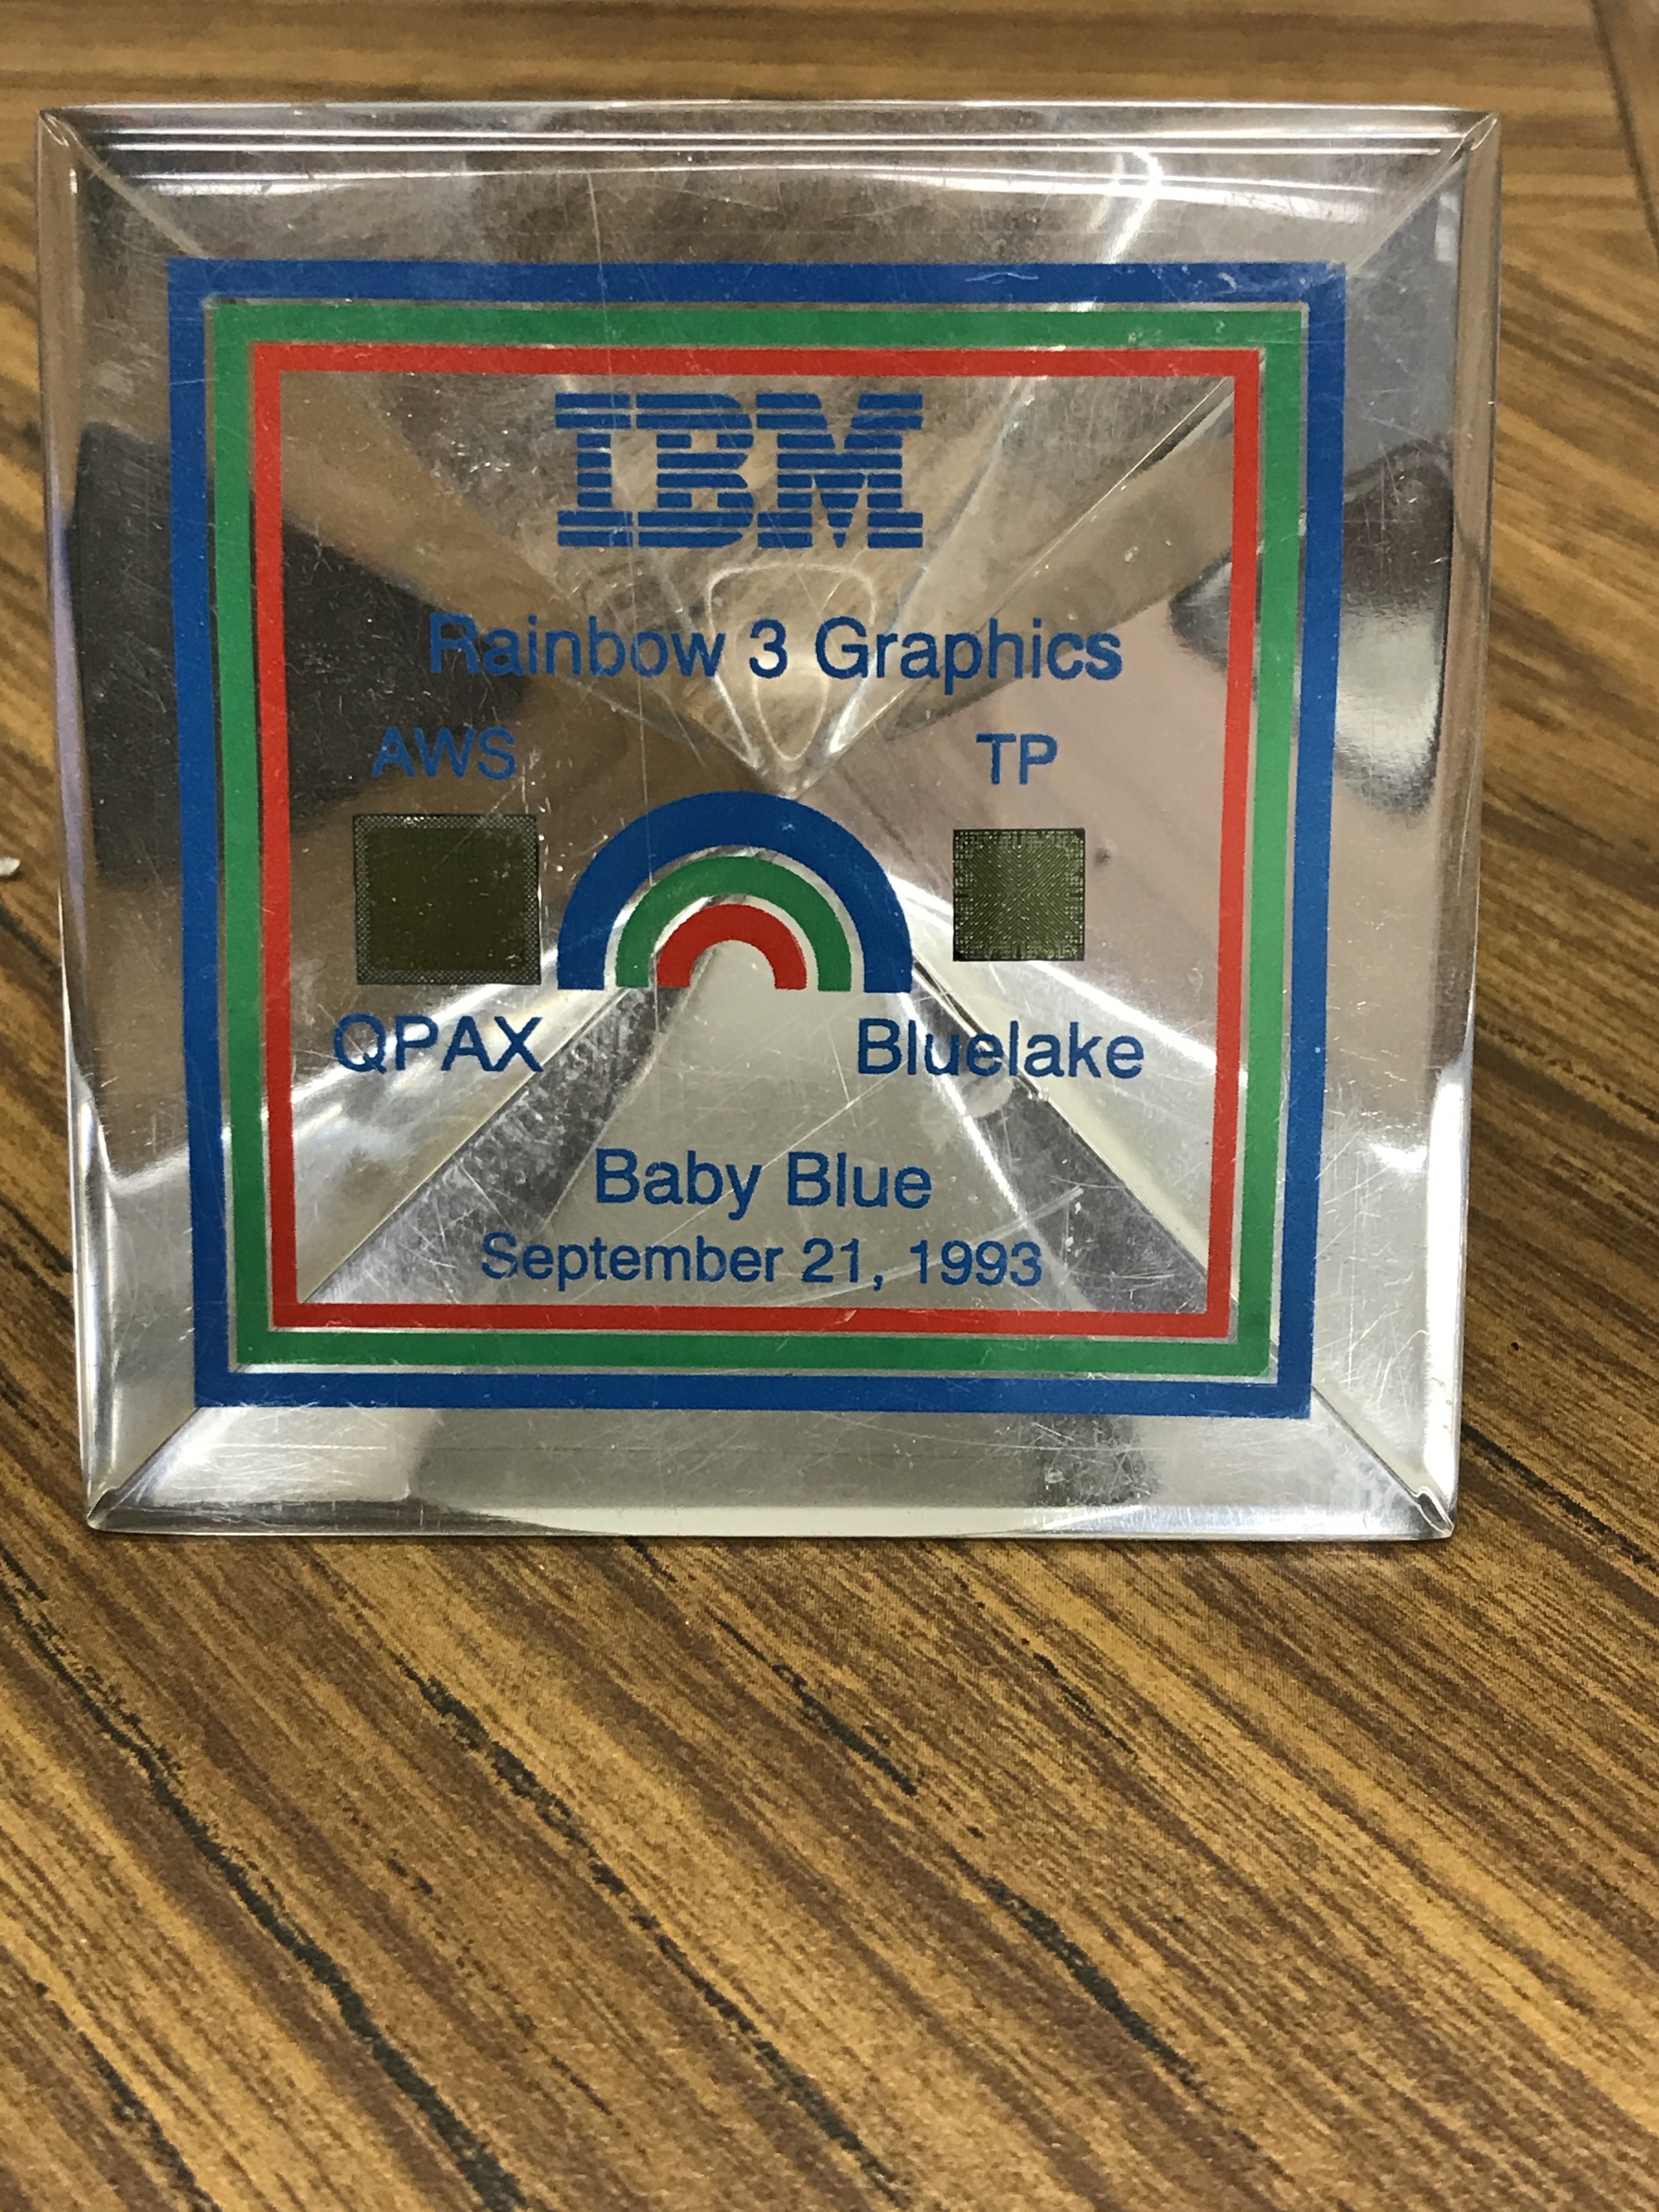 IBM
Rainbow 3 Graphics
AWS TP
QPAX Bluelake
Baby Blue
September 21, 1993